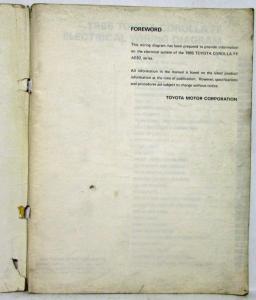 FOREWORD
This wiring diagram has been prepared to provide information
on the electrical system of the 1986 TOYOTA COROLLA FF
AE82 series.
All information in this manual is based on the latest product
information at the time of publication. However, specifications
and procedures are subject to change without notice.
TOYOTA MOTOR CORPORATION